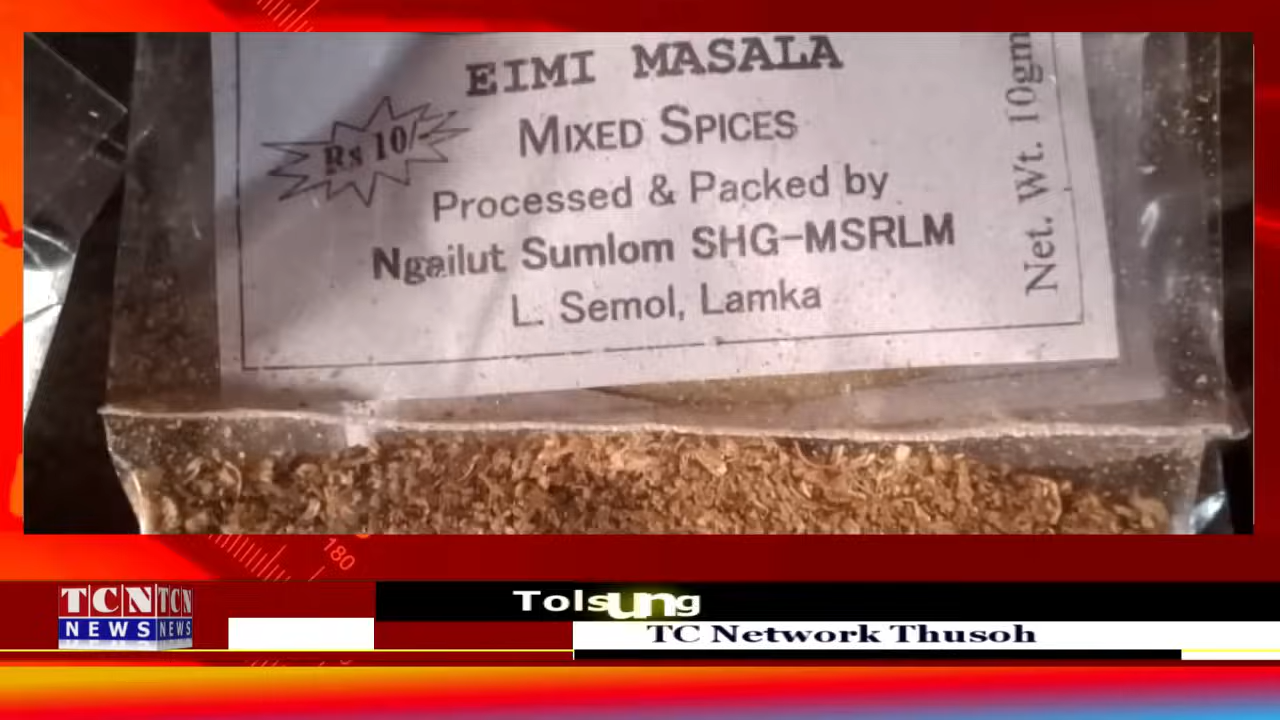 EIMI MASALA
Rs 10/-
MIXED SPICES
Processed & Packed by
Ngailut Sumlom SHG-MSRLM
L. Semol, Lamka
Net. Wt. 10gm
180
TCN TCN
NEWS NEWS
Tolsung
TC Network Thusoh